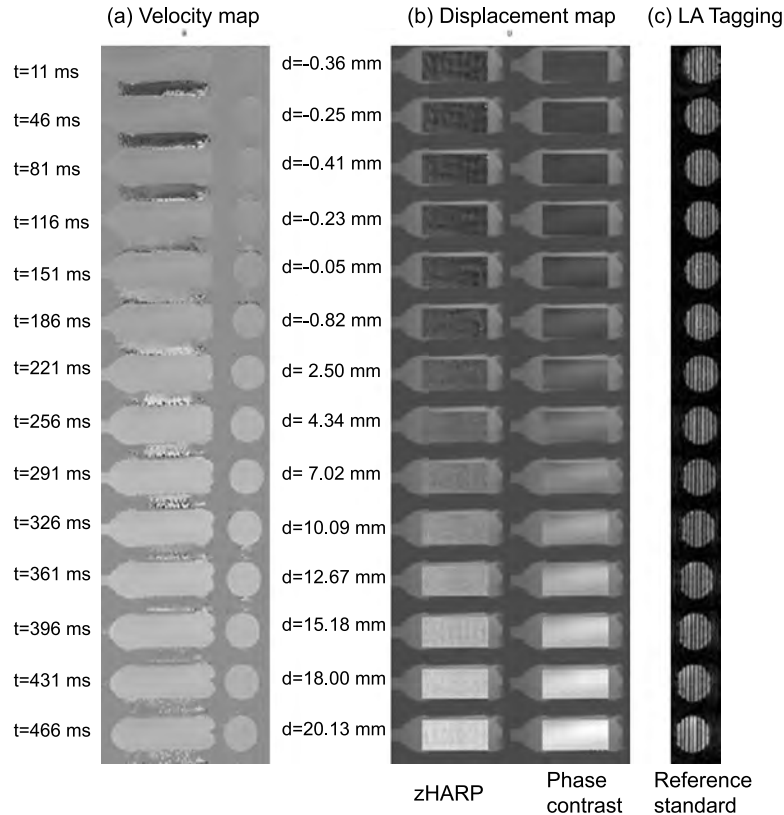 (a) Velocity map (b) Displacement map (c) LA Tagging
t=11 ms d=-0.36 mm
t=46 ms d=-0.25 mm
t=81 ms d=-0.41 mm
t=116 ms d=-0.23 mm
t=151 ms d=-0.05 mm
t=186 ms d=-0.82 mm
t=221 ms d= 2.50 mm
t=256 ms d= 4.34 mm
t=291 ms d= 7.02 mm
t=326 ms d=10.09 mm
t=361 ms d=12.67 mm
t=396 ms d=15.18 mm
t=431 ms d=18.00 mm
t=466 ms d=20.13 mm
zHARP Phase contrast Reference standard